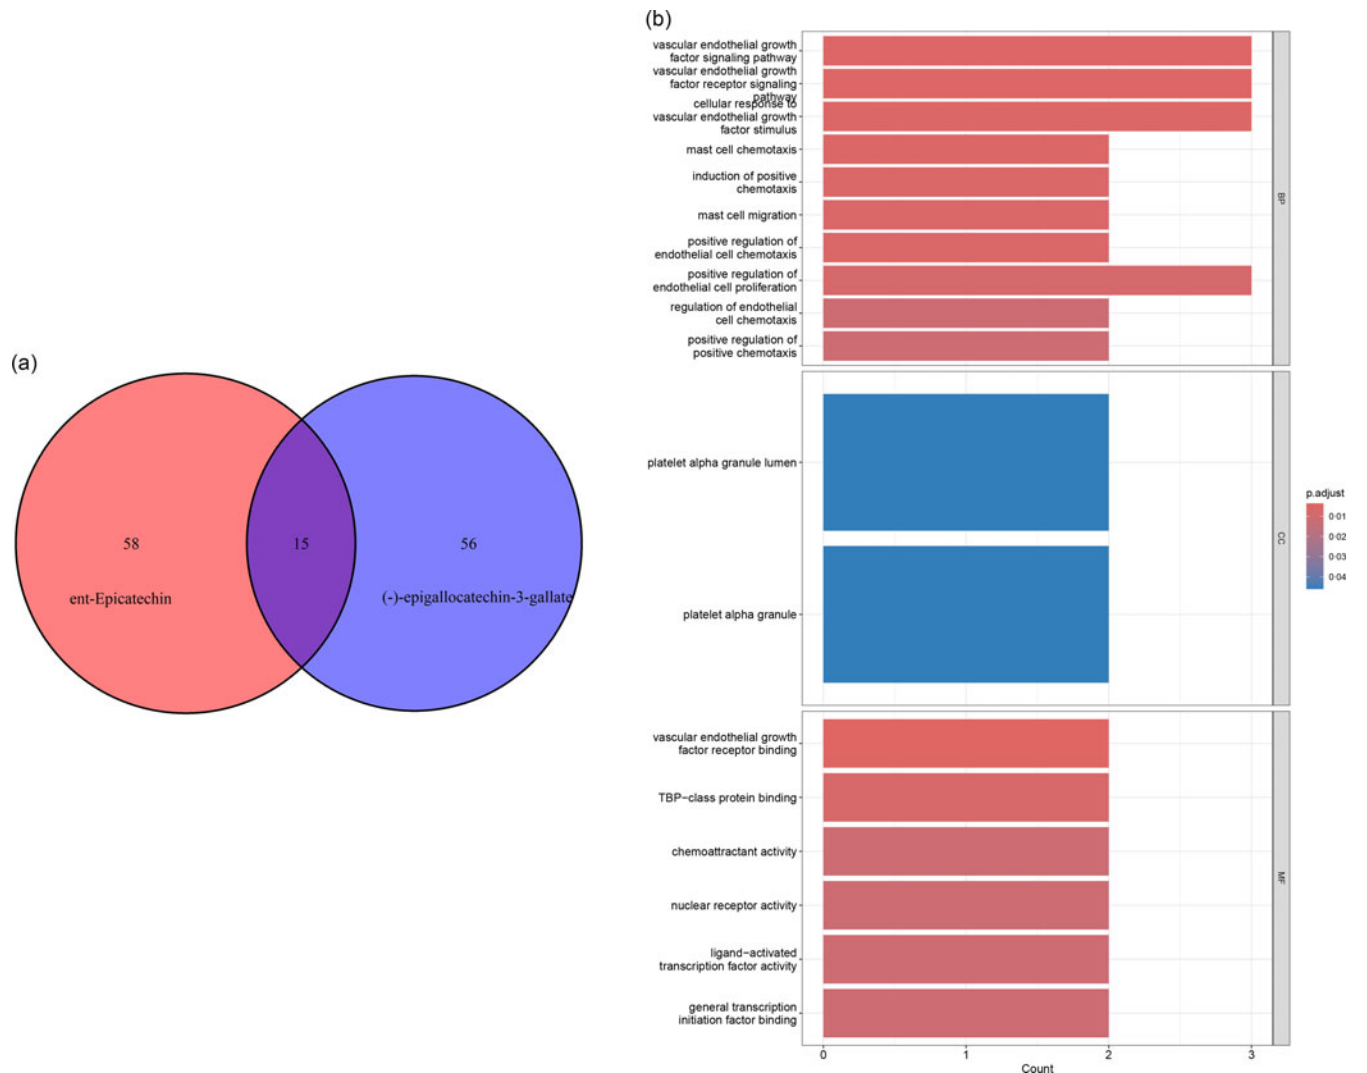 (a)
58
15
56
ent-Epicatechin
(-)-epigallocatechin-3-gallate
(b)
vascular endothelial growth
factor signaling pathway
vascular endothelial growth
factor receptor signaling
pathway
cellular response to
vascular endothelial growth
factor stimulus
mast cell chemotaxis
induction of positive
chemotaxis
mast cell migration
positive regulation of
endothelial cell chemotaxis
positive regulation of
endothelial cell proliferation
regulation of endothelial
cell chemotaxis
positive regulation of
positive chemotaxis
BP
platelet alpha granule lumen
platelet alpha granule
CC
vascular endothelial growth
factor receptor binding
TBP−class protein binding
chemoattractant activity
nuclear receptor activity
ligand−activated
transcription factor activity
general transcription
initiation factor binding
MF
0
1
2
3
Count
p.adjust
0·01
0·02
0·03
0·04